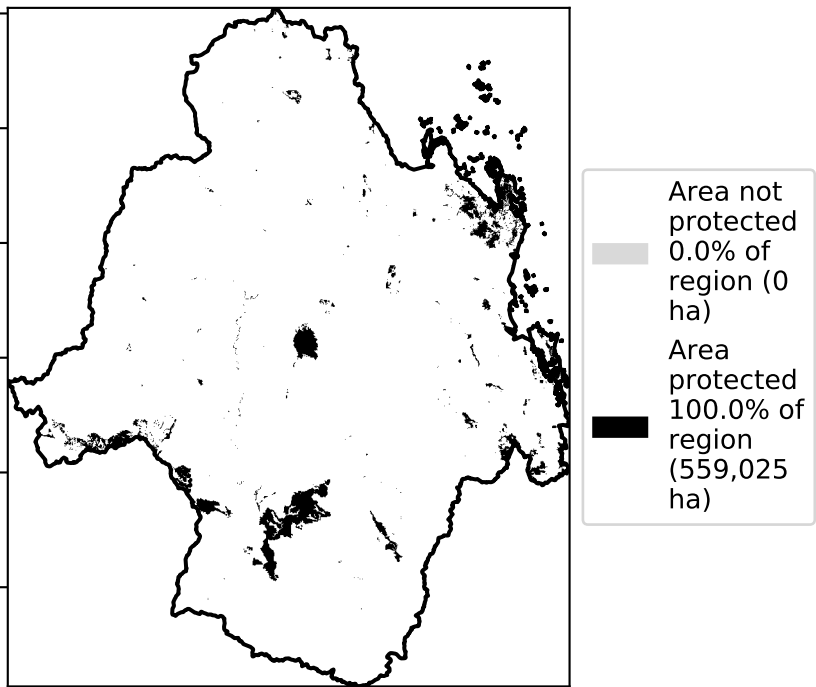 Area not
protected
0.0% of
region (0
ha)
Area
protected
100.0% of
region
(559,025
ha)